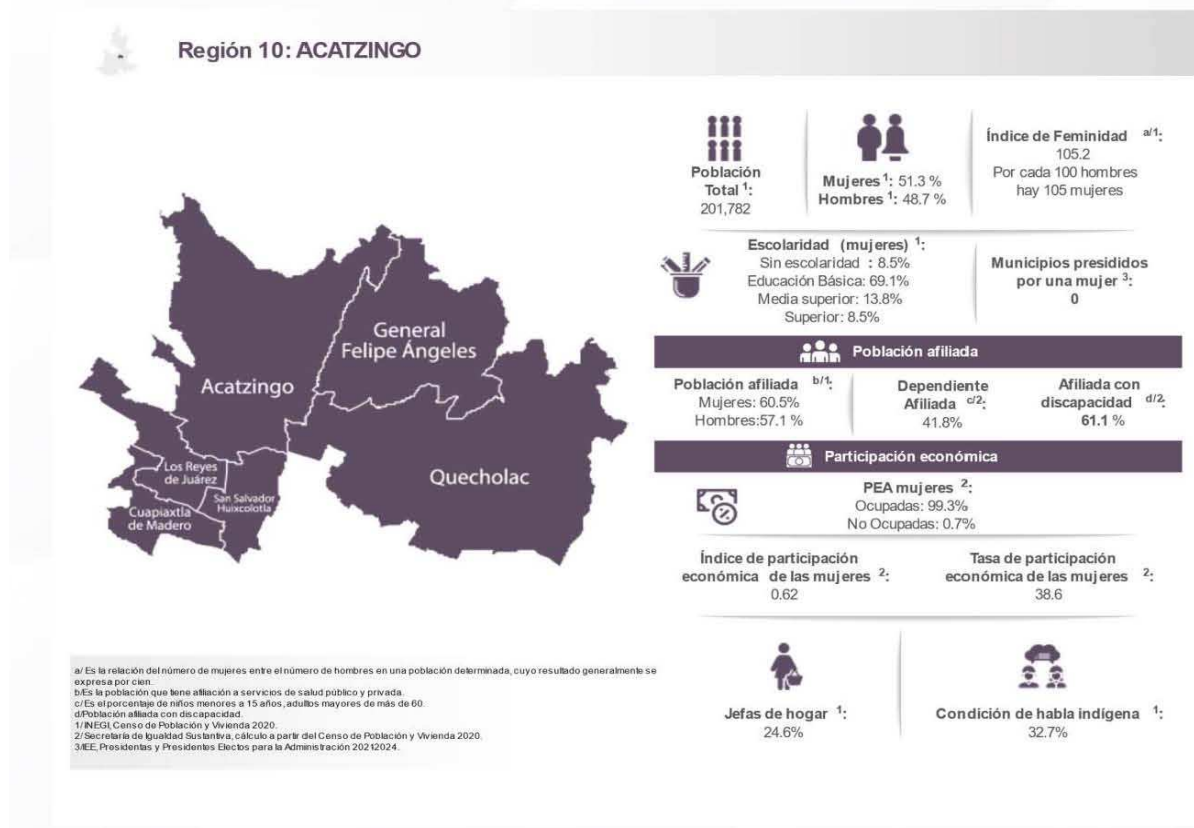 Región 10: ACATZINGO
Acatzingo
General
Felipe Ángeles
Quecholac
Los Reyes
de Juárez
San Salvador
Huixcolotla
Cuapiaxtla
de Madero
Población
Total ¹:
201,782
Mujeres ¹: 51.3 %
Hombres ¹: 48.7 %
Índice de Feminidad a/1:
105.2
Por cada 100 hombres
hay 105 mujeres
Escolaridad (mujeres) ¹:
Sin escolaridad : 8.5%
Educación Básica: 69.1%
Media superior: 13.8%
Superior: 8.5%
Municipios presididos
por una mujer ³:
0
Población afiliada
Población afiliada b/1:
Mujeres: 60.5%
Hombres:57.1 %
Dependiente
Afiliada c/2:
41.8%
Afiliada con
discapacidad d/2:
61.1 %
Participación económica
PEA mujeres ²:
Ocupadas: 99.3%
No Ocupadas: 0.7%
Índice de participación
económica de las mujeres ²:
0.62
Tasa de participación
económica de las mujeres ²:
38.6
Jefas de hogar ¹:
24.6%
Condición de habla indígena ¹:
32.7%
a/ Es la relación del número de mujeres entre el número de hombres en una población determinada, cuyo resultado generalmente se
expresa por cien.
b/Es la población que tiene afiliación a servicios de salud público y privada.
c/ Es el porcentaje de niños menores a 15 años, adultos mayores de más de 60.
d/Población afiliada con discapacidad.
1/ INEGI, Censo de Población y Vivienda 2020.
2/ Secretaría de Igualdad Sustantiva, cálculo a partir del Censo de Población y Vivienda 2020.
3/IEE, Presidentas y Presidentes Electos para la Administración 20212024.